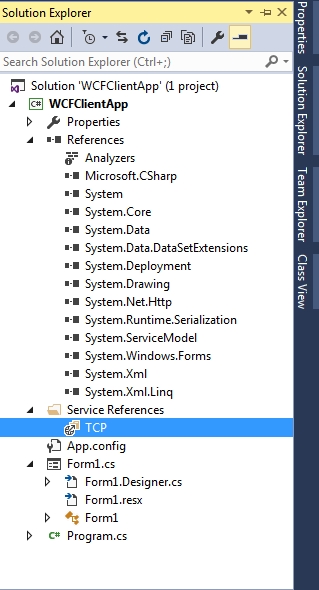 Solution Explorer
Search Solution Explorer (Ctrl+;)
Solution 'WCFClientApp' (1 project)
C# WCFClientApp
Properties
References
Analyzers
Microsoft.CSharp
System
System.Core
System.Data
System.Data.DataSetExtensions
System.Deployment
System.Drawing
System.Net.Http
System.Runtime.Serialization
System.ServiceModel
System.Windows.Forms
System.Xml
System.Xml.Linq
Service References
TCP
App.config
Form1.cs
Form1.Designer.cs
Form1.resx
Form1
C# Program.cs
Properties
Solution Explorer
Team Explorer
Class View